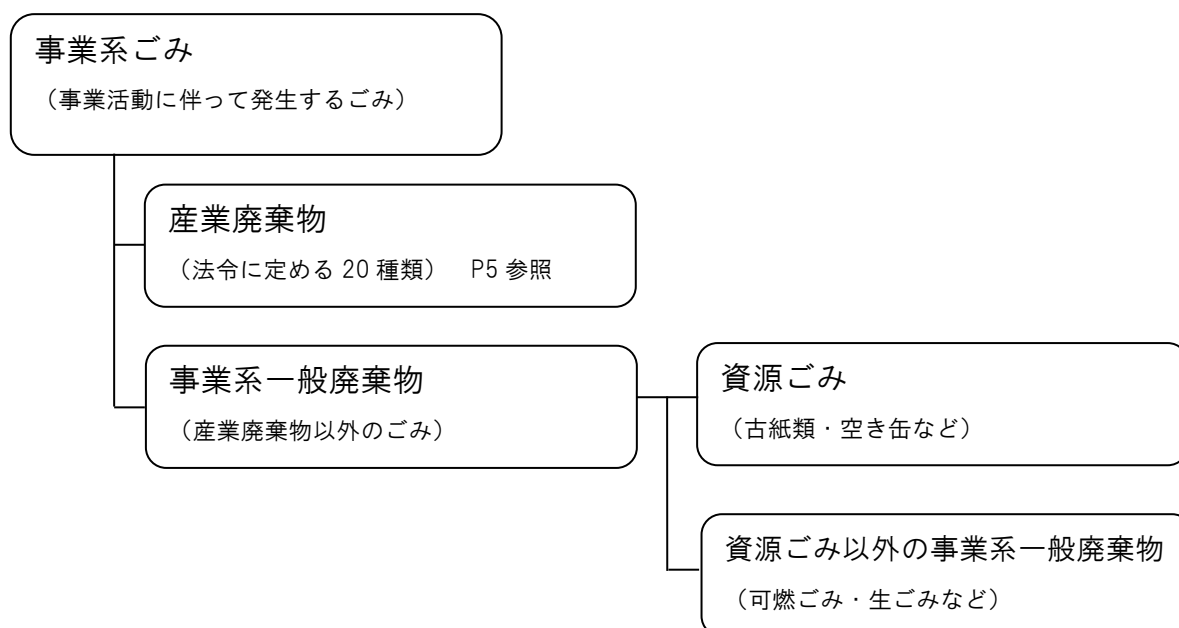 事業系ごみ
（事業活動に伴って発生するごみ）
産業廃棄物
（法令に定める 20 種類）　P5 参照
事業系一般廃棄物
（産業廃棄物以外のごみ）
資源ごみ
（古紙類・空き缶など）
資源ごみ以外の事業系一般廃棄物
（可燃ごみ・生ごみなど）